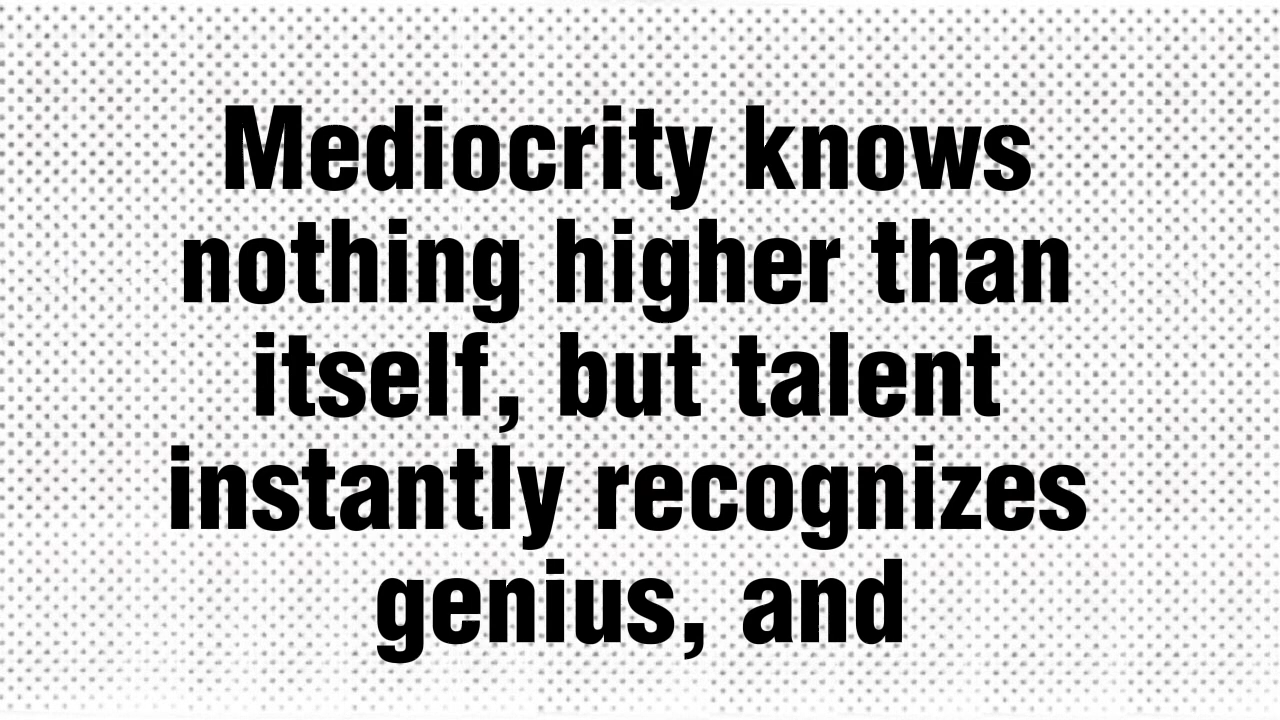 Mediocrity knows
nothing higher than
itself, but talent
instantly recognizes
genius, and